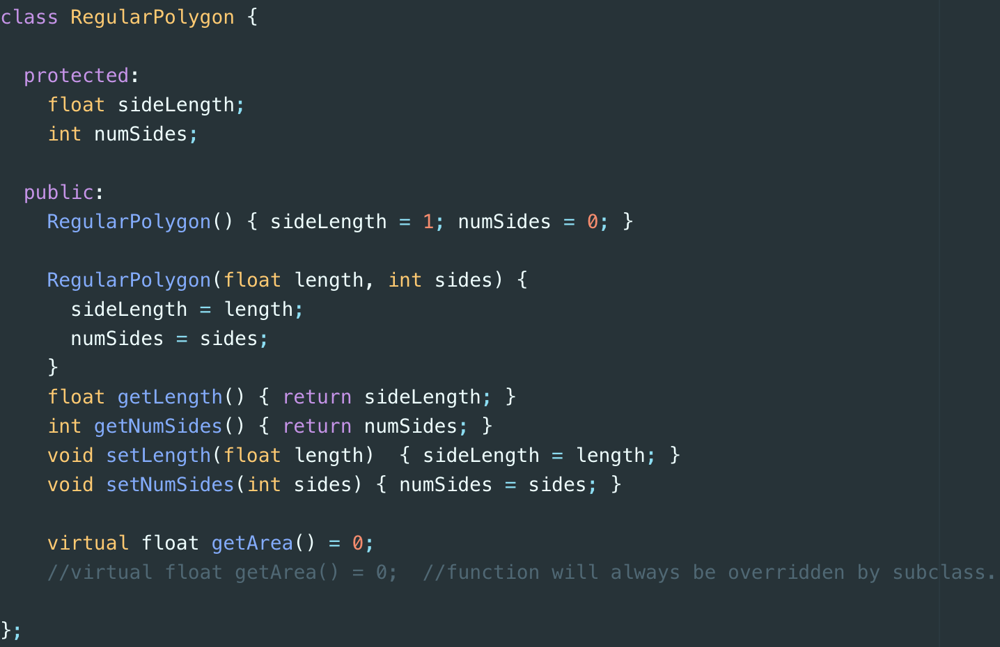 class RegularPolygon {
protected:
float sideLength;
int numSides;
public:
RegularPolygon() { sideLength = 1; numSides = 0; }
RegularPolygon(float length, int sides) {
sideLength = length;
numSides = sides;
}
float getLength() { return sideLength; }
int getNumSides() { return numSides; }
void setLength(float length)  { sideLength = length; }
void setNumSides(int sides) { numSides = sides; }
virtual float getArea() = 0;
//virtual float getArea() = 0;  //function will always be overridden by subclass.
};